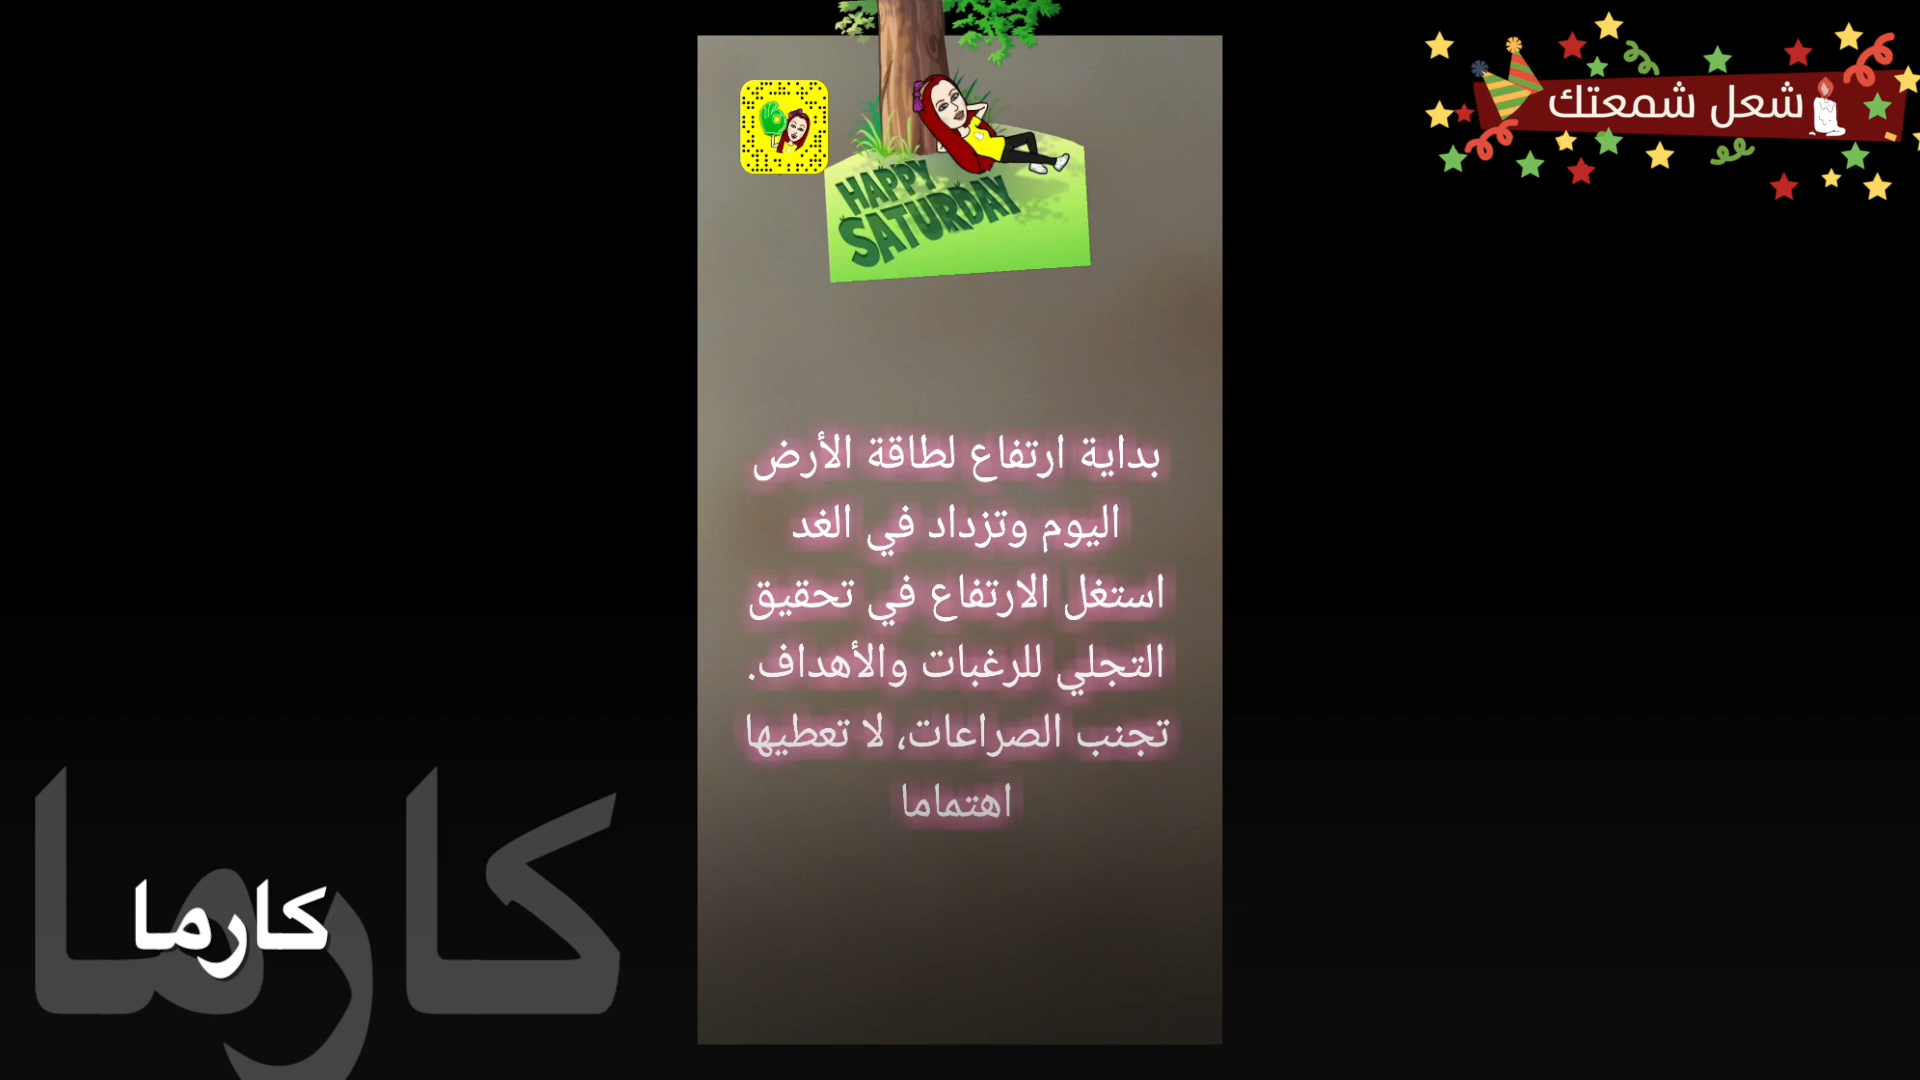 شعل شمعتك
HAPPY
SATURDAY
بداية ارتفاع لطاقة الأرض
اليوم وتزداد في الغد
استغل الارتفاع في تحقيق
التجلي للرغبات والأهداف.
تجنب الصراعات، لا تعطيها
اهتماما
كارما
كارما